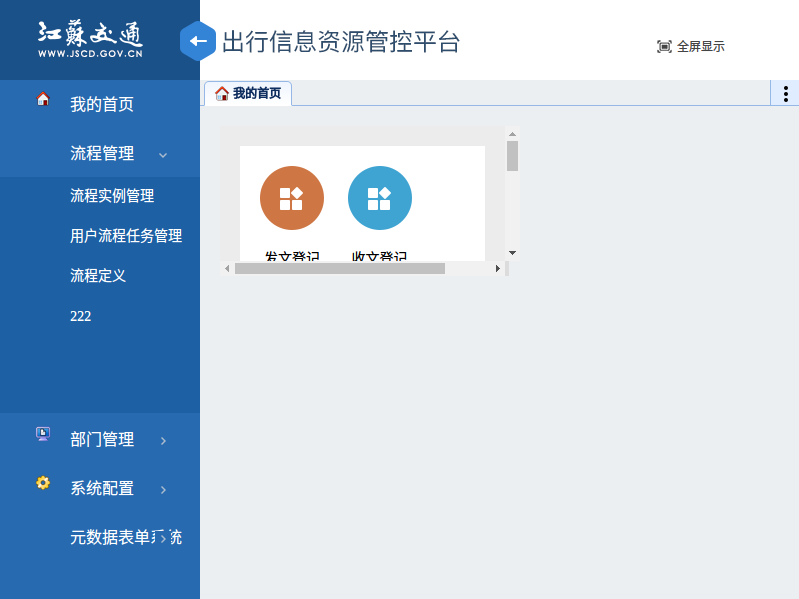 江蘇交通
WWW.JSCD.GOV.CN
出行信息资源管控平台
全屏显示
我的首页
我的首页
流程管理
流程实例管理
用户流程任务管理
流程定义
222
部门管理
系统配置
元数据表单系统
发文登记
收文登记